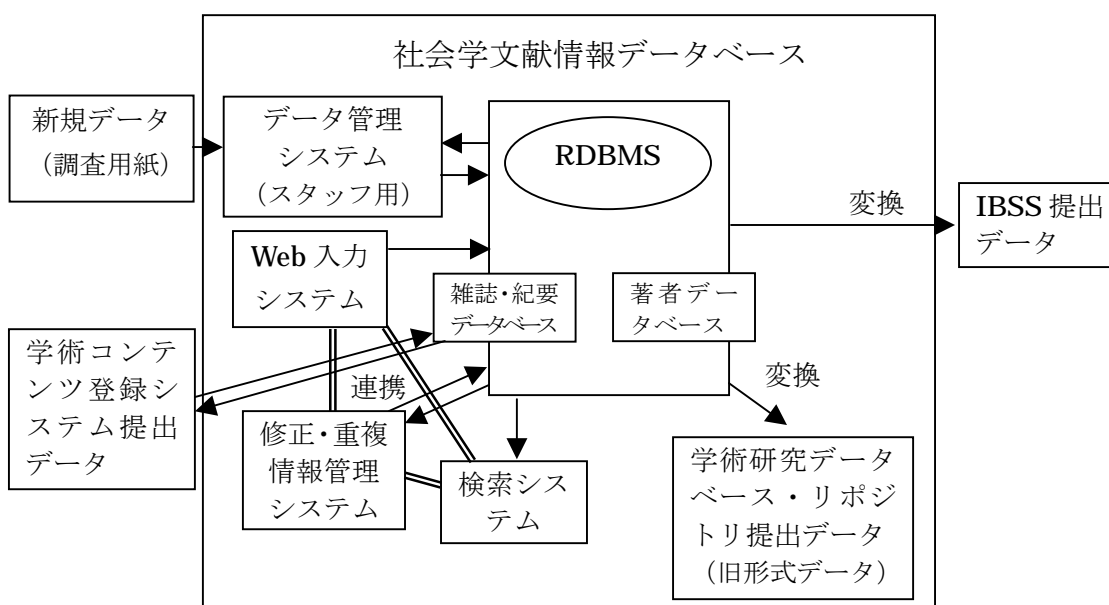 社会学文献情報データベース
新規データ
（調査用紙）
データ管理
システム
（スタッフ用）
RDBMS
変換
IBSS 提出
データ
Web 入力
システム
雑誌・紀要
データベース
著者デー
タベース
学術コンテ
ンツ登録シ
ステム提出
データ
連携
変換
修正・重複
情報管理
システム
検索シス
テム
学術研究データ
ベース・リポジ
トリ提出データ
（旧形式データ）